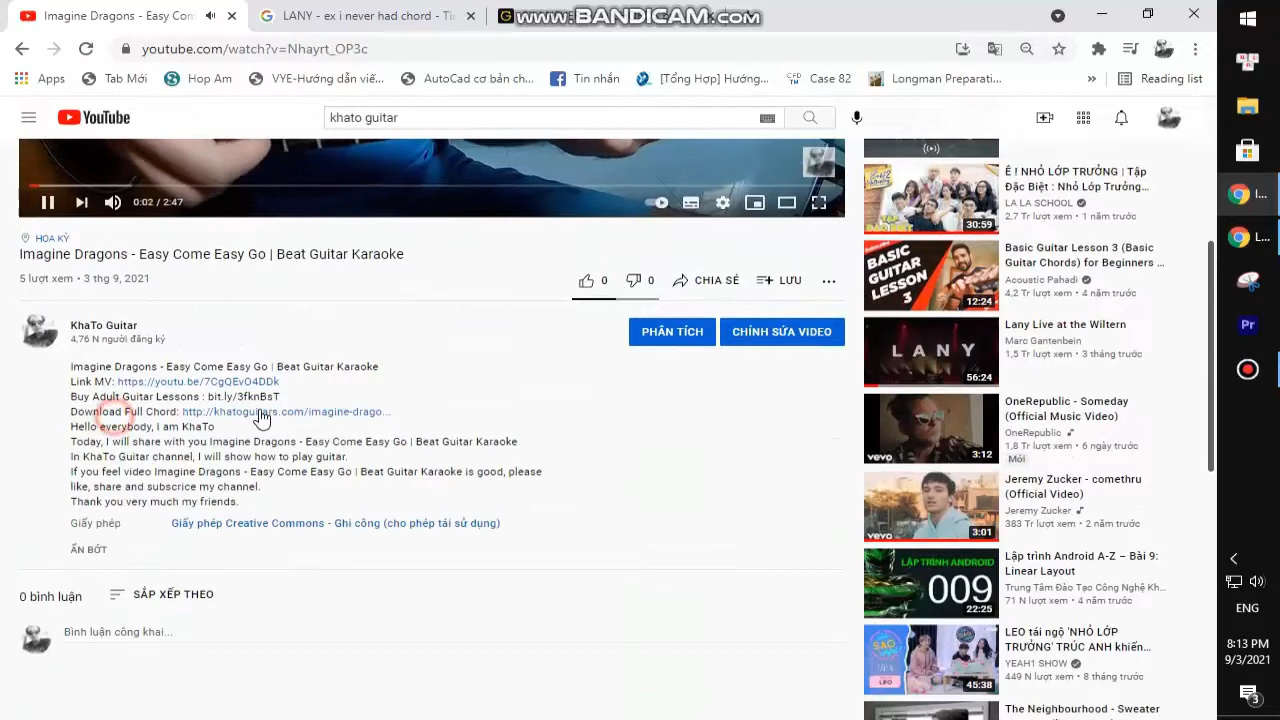 Imagine Dragons - Easy Com
LANY - ex i never had chord - T
www.BANDICAM.com
youtube.com/watch?v=Nhayrt_OP3c
Apps
Tab Mới
Hop Am
VYE-Hướng dẫn viế...
AutoCad cơ bản ch...
Tin nhắn
[Tổng Hợp] Hướng...
Case 82
Longman Preparati...
»
Reading list
YouTube
khato guitar
0:02 / 2:47
HOA KỲ
Imagine Dragons - Easy Come Easy Go | Beat Guitar Karaoke
5 lượt xem • 3 thg 9, 2021
0
0
CHIA SẺ
LƯU
KhaTo Guitar
4,76 N người đăng ký
PHÂN TÍCH
CHỈNH SỬA VIDEO
Imagine Dragons - Easy Come Easy Go | Beat Guitar Karaoke
Link MV: https://youtu.be/7CgQEvO4DDk
Buy Adult Guitar Lessons : bit.ly/3fknBsT
Download Full Chord: http://khatoguitars.com/imagine-drago...
Hello everybody, I am KhaTo
Today, I will share with you Imagine Dragons - Easy Come Easy Go | Beat Guitar Karaoke
In KhaTo Guitar channel, I will show how to play guitar.
If you feel video Imagine Dragons - Easy Come Easy Go | Beat Guitar Karaoke is good, please
like, share and subscrice my channel.
Thank you very much my friends.
Giấy phép
Giấy phép Creative Commons - Ghi công (cho phép tái sử dụng)
ẨN BỚT
0 bình luận
SẮP XẾP THEO
Bình luận công khai...
Ê ! NHỎ LỚP TRƯỞNG | Tập
Đặc Biệt : Nhỏ Lớp Trưởng...
LA LA SCHOOL
2,7 Tr lượt xem • 1 năm trước
30:59
BASIC
GUITAR
LESSON
3
12:24
Basic Guitar Lesson 3 (Basic
Guitar Chords) for Beginners ...
Acoustic Pahadi
4,2 Tr lượt xem • 4 năm trước
LANY
56:24
Lany Live at the Wiltern
Marc Gantenbein
1,5 Tr lượt xem • 3 tháng trước
vevo
3:12
OneRepublic - Someday
(Official Music Video)
OneRepublic
1,8 Tr lượt xem • 6 ngày trước
Mới
vevo
3:01
Jeremy Zucker - comethru
(Official Video)
Jeremy Zucker
383 Tr lượt xem • 2 năm trước
LẬP TRÌNH ANDROID
009
22:25
Lập trình Android A-Z – Bài 9:
Linear Layout
Trung Tâm Đào Tạo Công Nghệ Kh...
71 N lượt xem • 4 năm trước
LEO
45:38
LEO tái ngộ 'NHỎ LỚP
TRƯỞNG' TRÚC ANH khiến...
YEAH1 SHOW
449 N lượt xem • 8 tháng trước
The Neighbourhood - Sweater
I...
L...
Pr
ENG
8:13 PM
9/3/2021
3